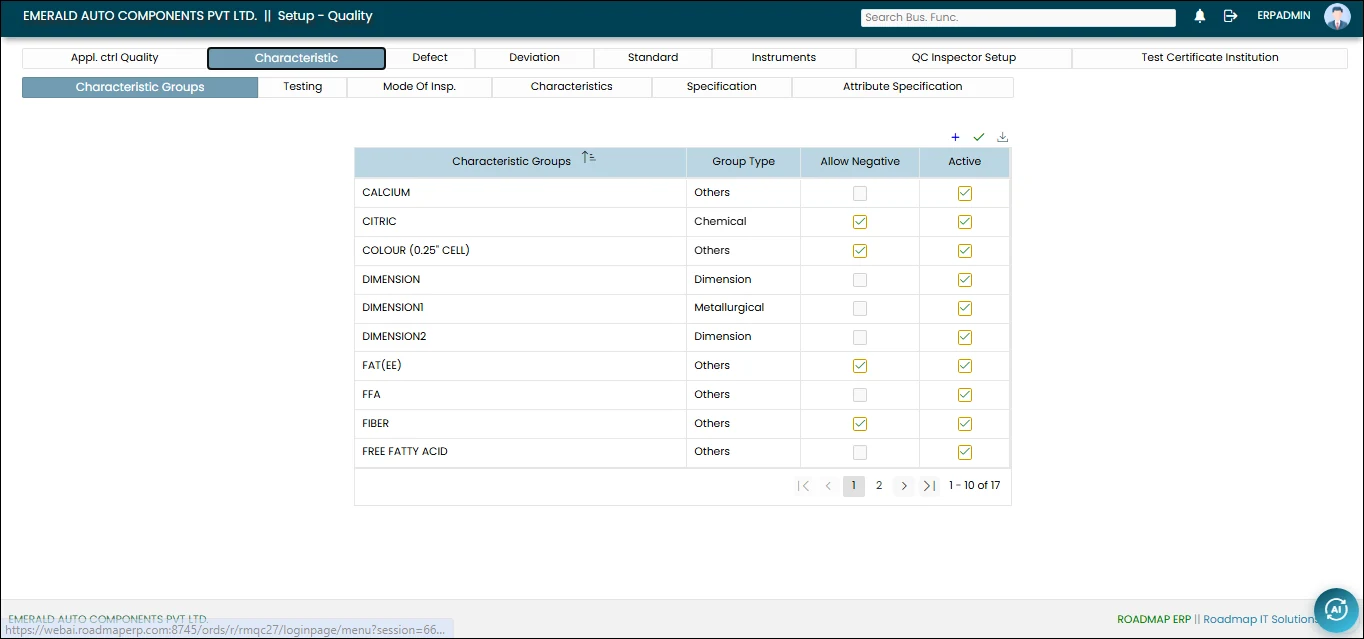 EMERALD AUTO COMPONENTS PVT LTD. || Setup - Quality
Search Bus. Func.
ERPADMIN
Appl. ctrl Quality Characteristic Defect Deviation Standard Instruments QC Inspector Setup Test Certificate Institution
Characteristic Groups Testing Mode Of Insp. Characteristics Specification Attribute Specification
Characteristic Groups Group Type Allow Negative Active
CALCIUM Others
CITRIC Chemical
COLOUR (0.25" CELL) Others
DIMENSION Dimension
DIMENSION1 Metallurgical
DIMENSION2 Dimension
FAT(EE) Others
FFA Others
FIBER Others
FREE FATTY ACID Others
1 2 1 - 10 of 17
EMERALD AUTO COMPONENTS PVT LTD.
ROADMAP ERP || Roadmap IT Solutions
AI
https://webai.roadmaperp.com:8745/ords/r/rmqc27/loginpage/menu?session=66...